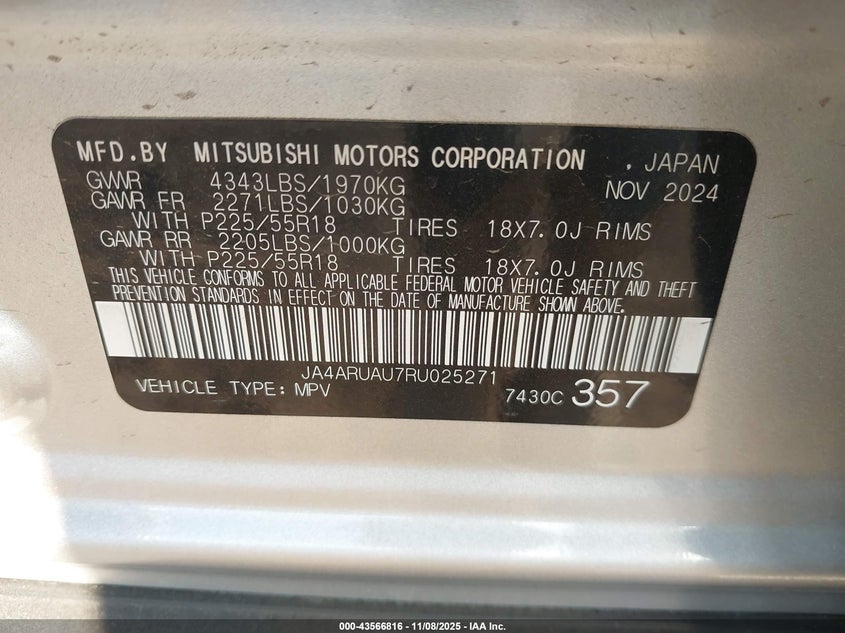 MFD.BY MITSUBISHI MOTORS CORPORATION . JAPAN
GVWR 4343LBS/1970KG NOV 2024
GAWR FR 2271LBS/1030KG
WITH P225/55R18 TIRES 18X7.0J RIMS
GAWR RR 2205LBS/1000KG
WITH P225/55R18 TIRES 18X7.0J RIMS
THIS VEHICLE CONFORMS TO ALL APPLICABLE FEDERAL MOTOR VEHICLE SAFETY AND THEFT
PREVENTION STANDARDS IN EFFECT ON THE DATE OF MANUFACTURE SHOWN ABOVE.
JA4ARUAU7RU025271
VEHICLE TYPE: MPV 7430C 357
000-43566816 - 11/08/2025 - IAA Inc.